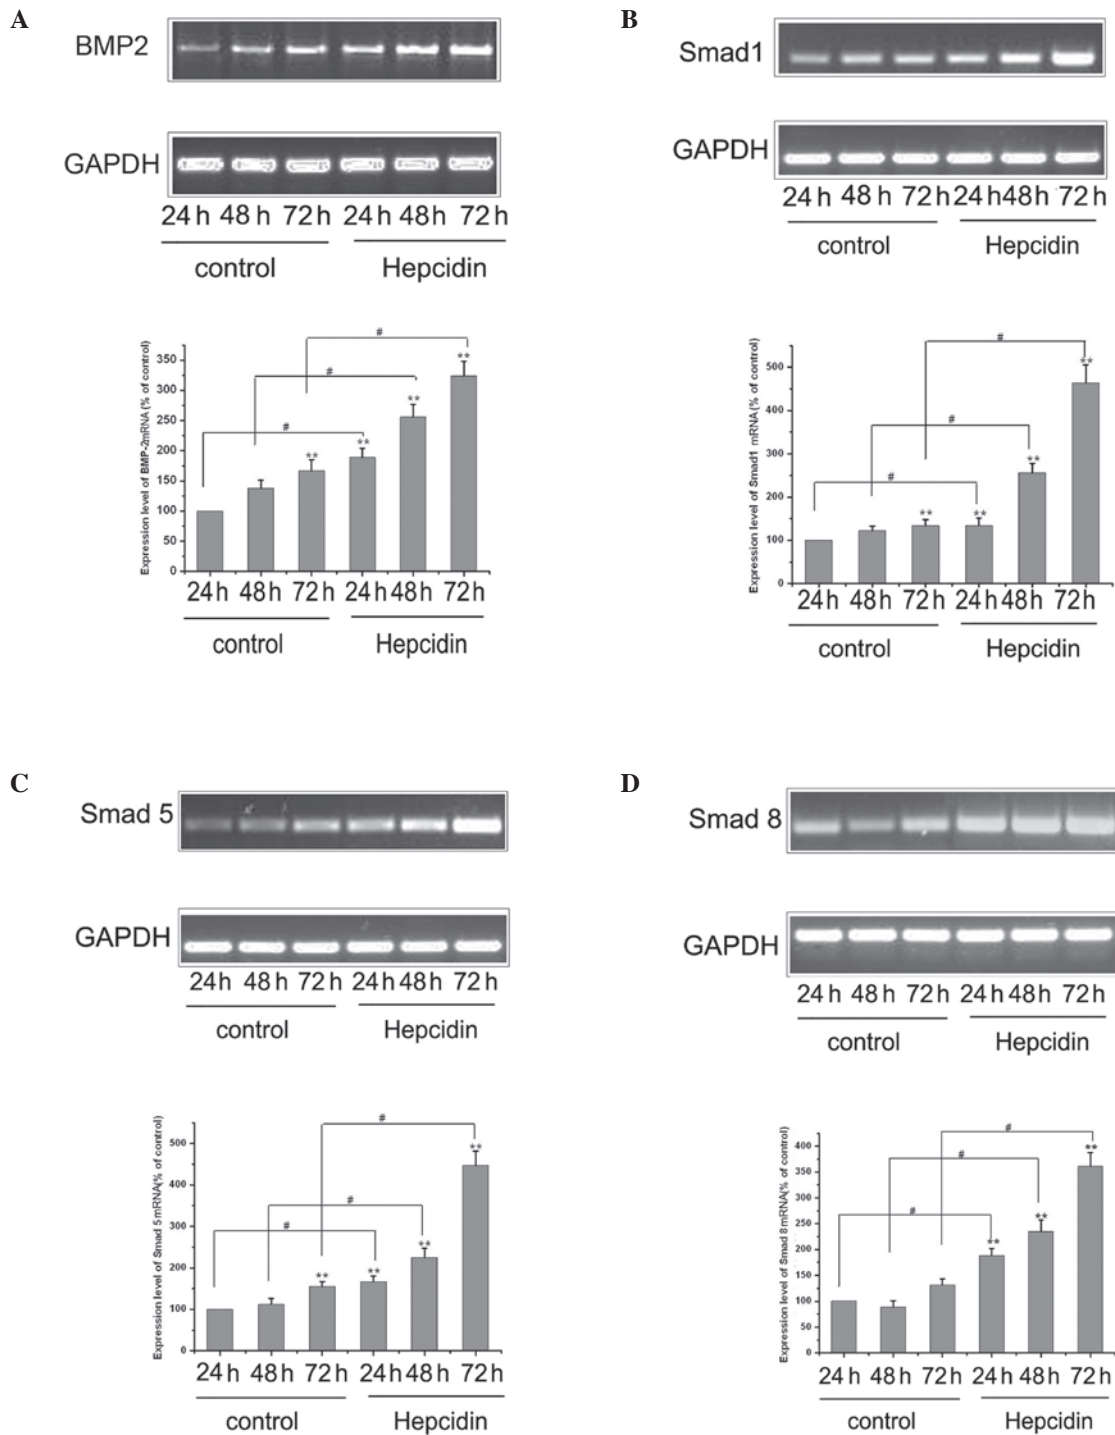 A
BMP2
GAPDH
24 h 48 h 72 h 24 h 48 h 72 h
control Hepcidin
Expression level of BMP-2mRNA (% of control)
350
300
250
200
150
100
50
0
#
#
#
**
**
**
**
24 h 48 h 72 h 24 h 48 h 72 h
control Hepcidin
B
Smad1
GAPDH
24 h 48 h 72 h 24 h 48 h 72 h
control Hepcidin
Expression level of Smad1 mRNA (% of control)
500
400
300
200
100
0
#
#
#
**
**
**
**
24 h 48 h 72 h 24 h 48 h 72 h
control Hepcidin
C
Smad 5
GAPDH
24 h 48 h 72 h 24 h 48 h 72 h
control Hepcidin
Expression level of Smad 5 mRNA(% of control)
500
400
300
200
100
0
#
#
#
**
**
**
**
24 h 48 h 72 h 24 h 48 h 72 h
control Hepcidin
D
Smad 8
GAPDH
24 h 48 h 72 h 24 h 48 h 72 h
control Hepcidin
Expression level of Smad 8 mRNA(% of control)
400
350
300
250
200
150
100
50
0
#
#
#
**
**
**
24 h 48 h 72 h 24 h 48 h 72 h
control Hepcidin